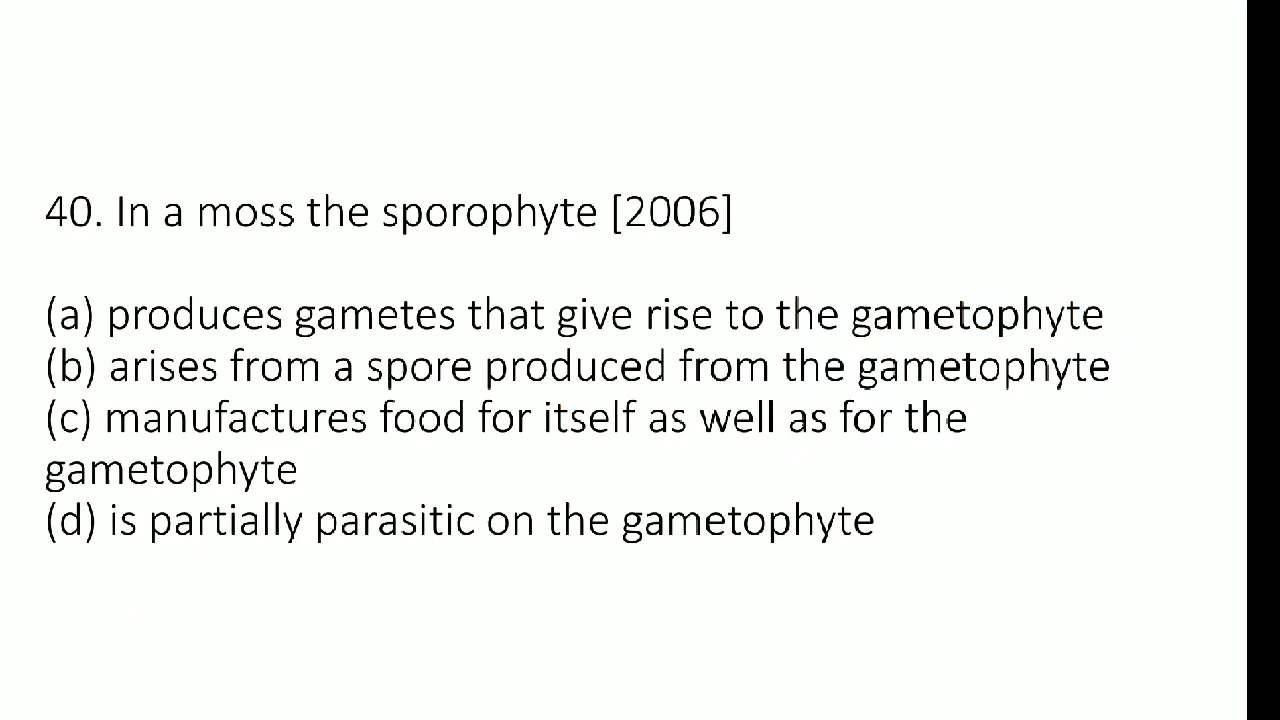 40. In a moss the sporophyte [2006]
(a) produces gametes that give rise to the gametophyte
(b) arises from a spore produced from the gametophyte
(c) manufactures food for itself as well as for the
gametophyte
(d) is partially parasitic on the gametophyte